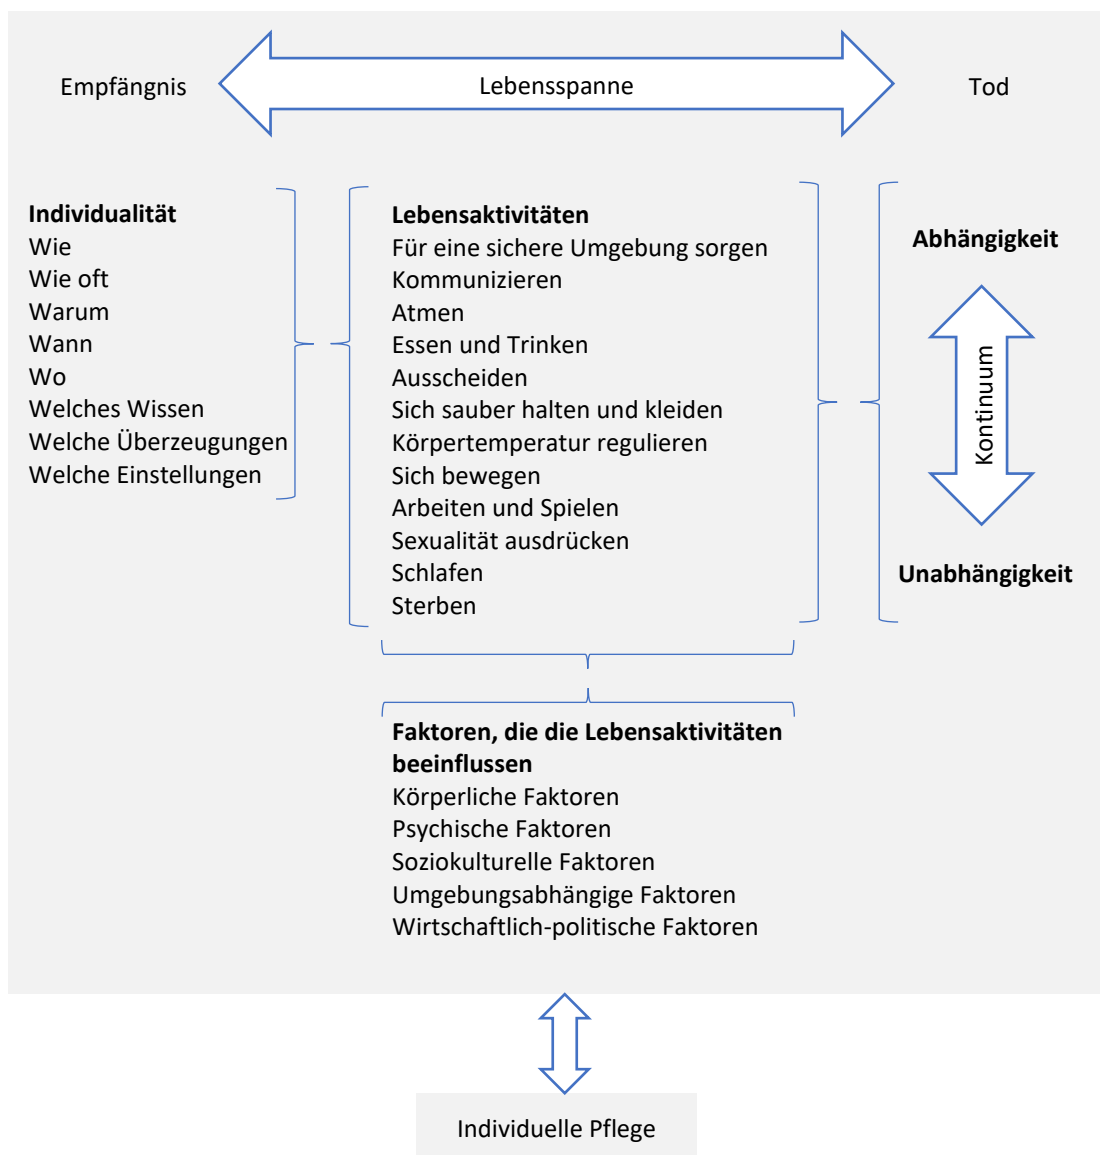 Empfängnis
Lebensspanne
Tod
Individualität
Wie
Wie oft
Warum
Wann
Wo
Welches Wissen
Welche Überzeugungen
Welche Einstellungen
Lebensaktivitäten
Für eine sichere Umgebung sorgen
Kommunizieren
Atmen
Essen und Trinken
Ausscheiden
Sich sauber halten und kleiden
Körpertemperatur regulieren
Sich bewegen
Arbeiten und Spielen
Sexualität ausdrücken
Schlafen
Sterben
Abhängigkeit
Kontinuum
Unabhängigkeit
Faktoren, die die Lebensaktivitäten
beeinflussen
Körperliche Faktoren
Psychische Faktoren
Soziokulturelle Faktoren
Umgebungsabhängige Faktoren
Wirtschaftlich-politische Faktoren
Individuelle Pflege